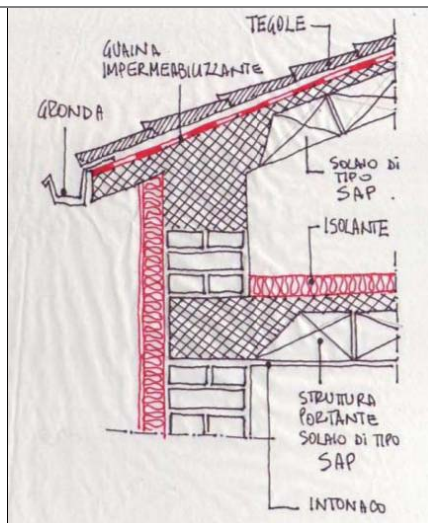 TEGOLE
GUAINA
IMPERMEABILIZZANTE
GRONDA
SOLAIO DI
TIPO
SAP
ISOLANTE
STRUTTURA
PORTANTE
SOLAIO DI TIPO
SAP
INTONACO